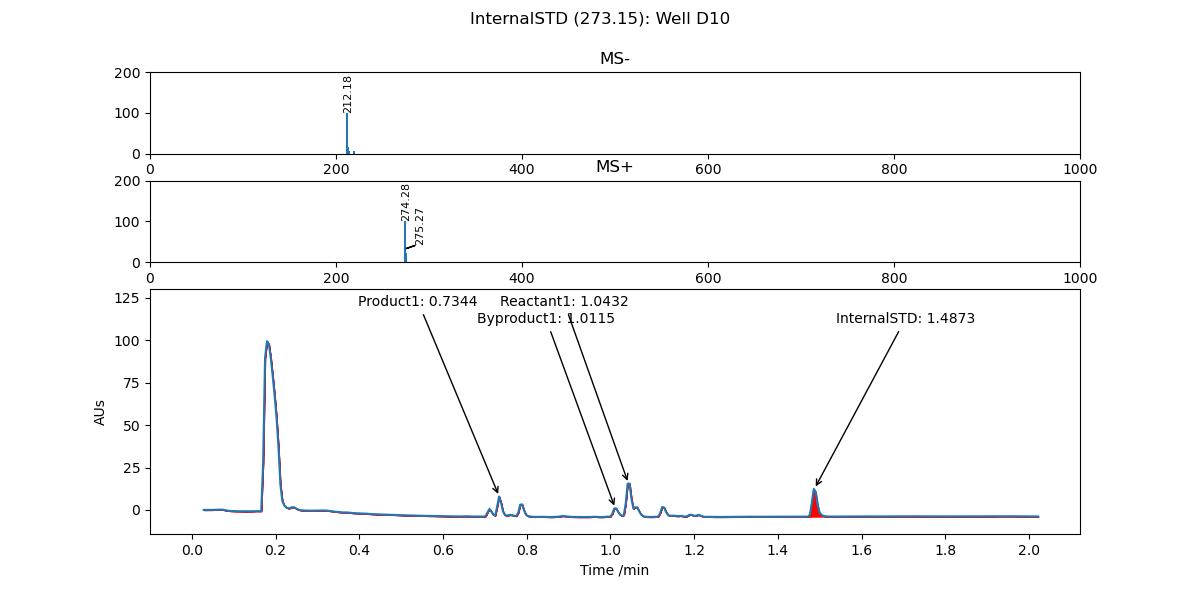 InternalSTD (273.15): Well D10
MS-
200
100
0
212.18
0 200 400 600 800 1000
MS+
200
100
0
274.28
275.27
0 200 400 600 800 1000
Product1: 0.7344 Reactant1: 1.0432
Byproduct1: 1.0115 InternalSTD: 1.4873
125
100
75
50
25
0
AUs
0.0 0.2 0.4 0.6 0.8 1.0 1.2 1.4 1.6 1.8 2.0
Time /min